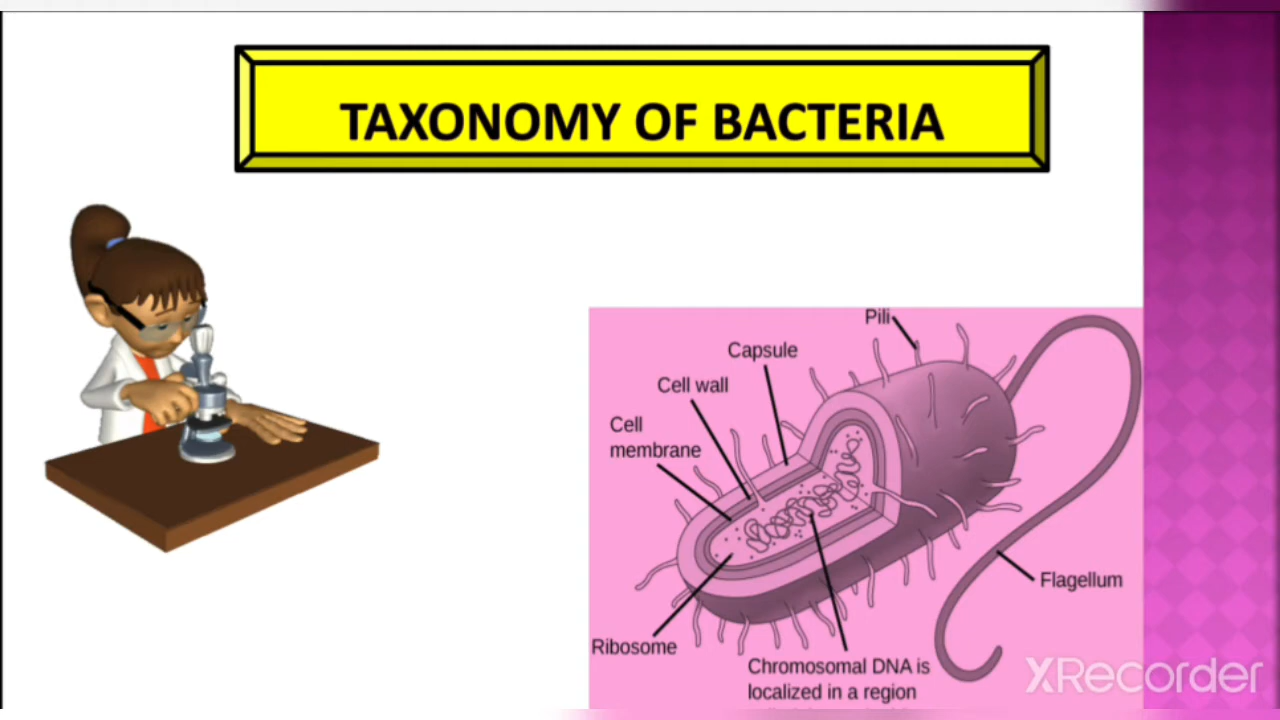 TAXONOMY OF BACTERIA
Pili
Capsule
Cell wall
Cell
membrane
Flagellum
Ribosome
Chromosomal DNA is
localized in a region
XRecorder